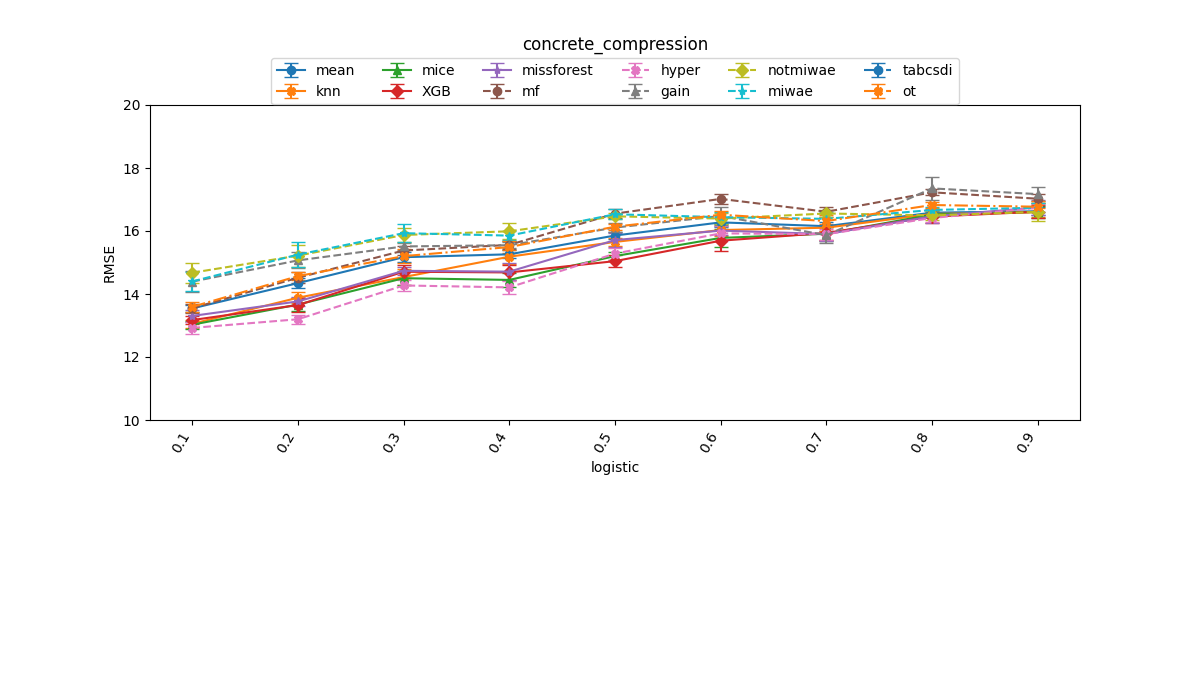 concrete_compression
mean mice missforest hyper notmiwae tabcsdi
knn XGB mf gain miwae ot
20
18
16
14
12
10
RMSE
0.1 0.2 0.3 0.4 0.5 0.6 0.7 0.8 0.9
logistic